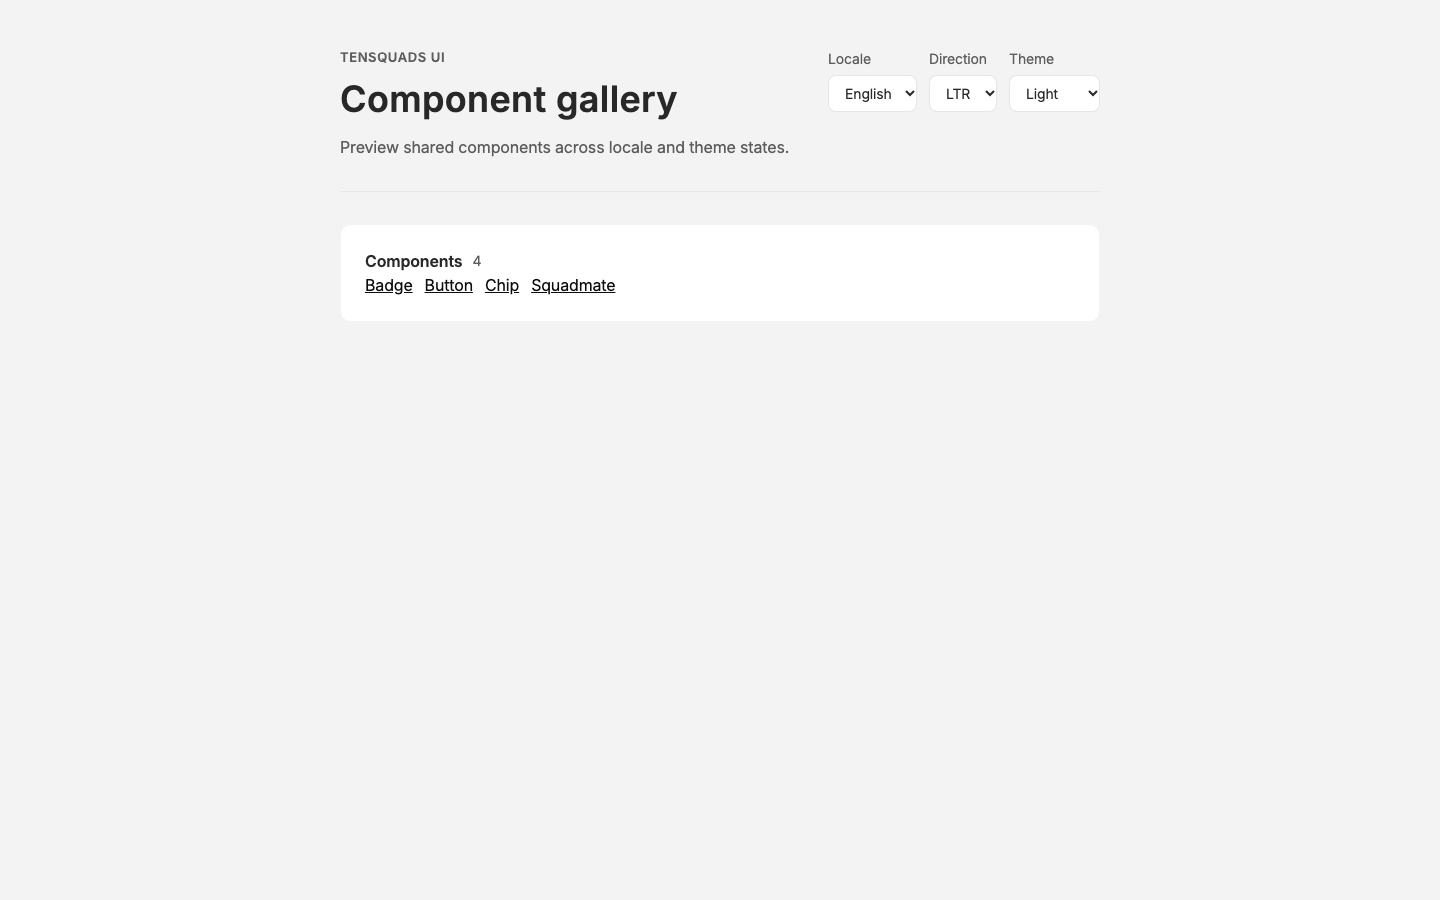 TENSQUADS UI
Component gallery
Preview shared components across locale and theme states.
Locale Direction Theme
English LTR Light
Components 4
Badge Button Chip Squadmate